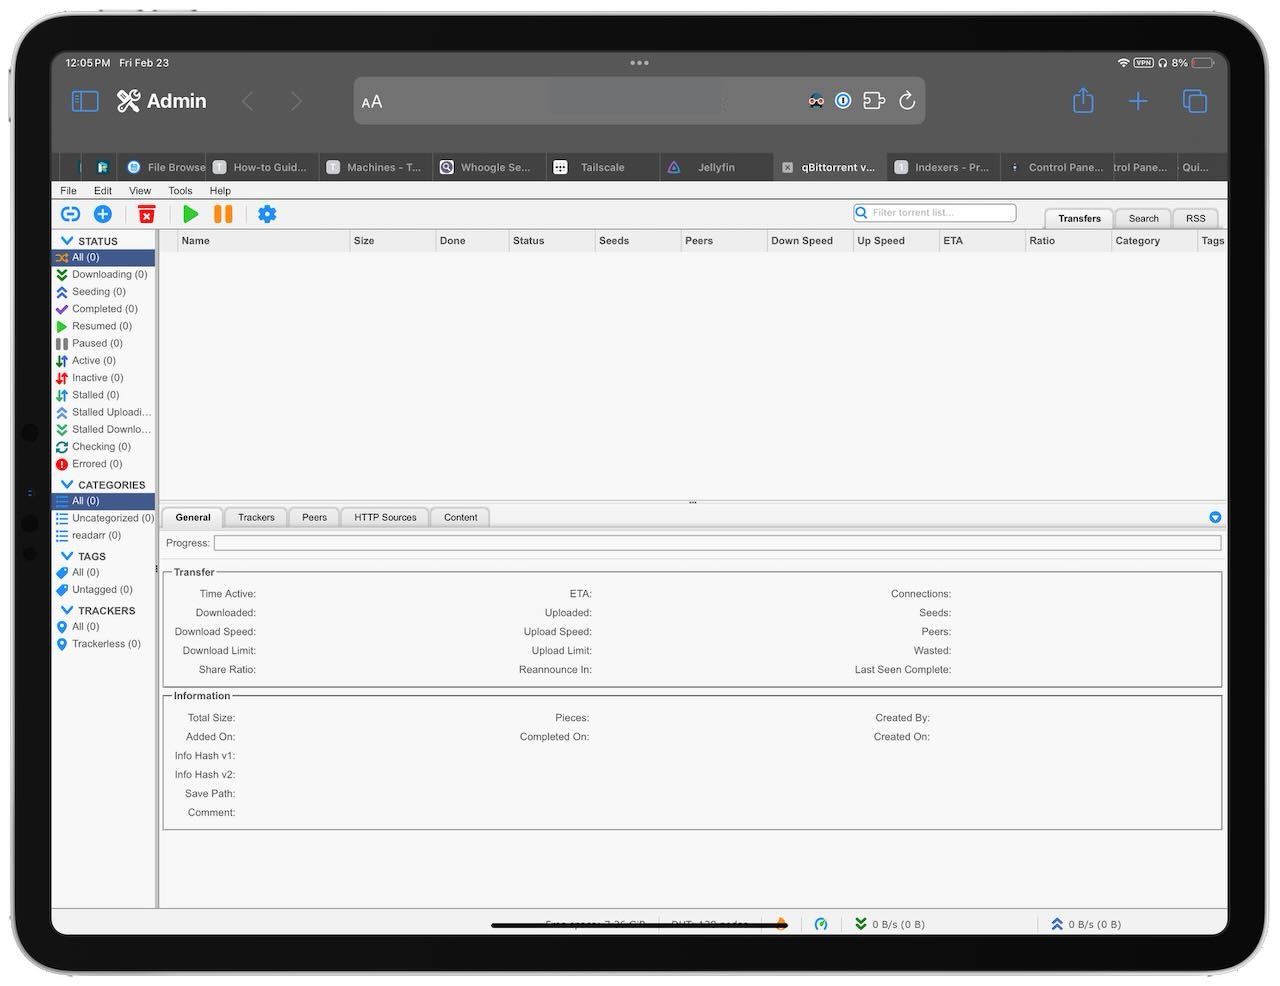 12:05 PM Fri Feb 23
VPN 8%
Admin
AA
File Browse
T How-to Guid...
T Machines - T...
Whoogle Se...
Tailscale
Jellyfin
qBittorrent v...
1 Indexers - Pr...
Control Pane...
trol Pane...
Qui...
File Edit View Tools Help
Filter torrent list...
Transfers Search RSS
STATUS
All (0)
Downloading (0)
Seeding (0)
Completed (0)
Resumed (0)
Paused (0)
Active (0)
Inactive (0)
Stalled (0)
Stalled Uploadi...
Stalled Downlo...
Checking (0)
Errored (0)
CATEGORIES
All (0)
Uncategorized (0)
readarr (0)
TAGS
All (0)
Untagged (0)
TRACKERS
All (0)
Trackerless (0)
Name Size Done Status Seeds Peers Down Speed Up Speed ETA Ratio Category Tags
General Trackers Peers HTTP Sources Content
Progress:
Transfer
Time Active: ETA: Connections:
Downloaded: Uploaded: Seeds:
Download Speed: Upload Speed: Peers:
Download Limit: Upload Limit: Wasted:
Share Ratio: Reannounce In: Last Seen Complete:
Information
Total Size: Pieces: Created By:
Added On: Completed On: Created On:
Info Hash v1:
Info Hash v2:
Save Path:
Comment:
0 B/s (0 B) 0 B/s (0 B)